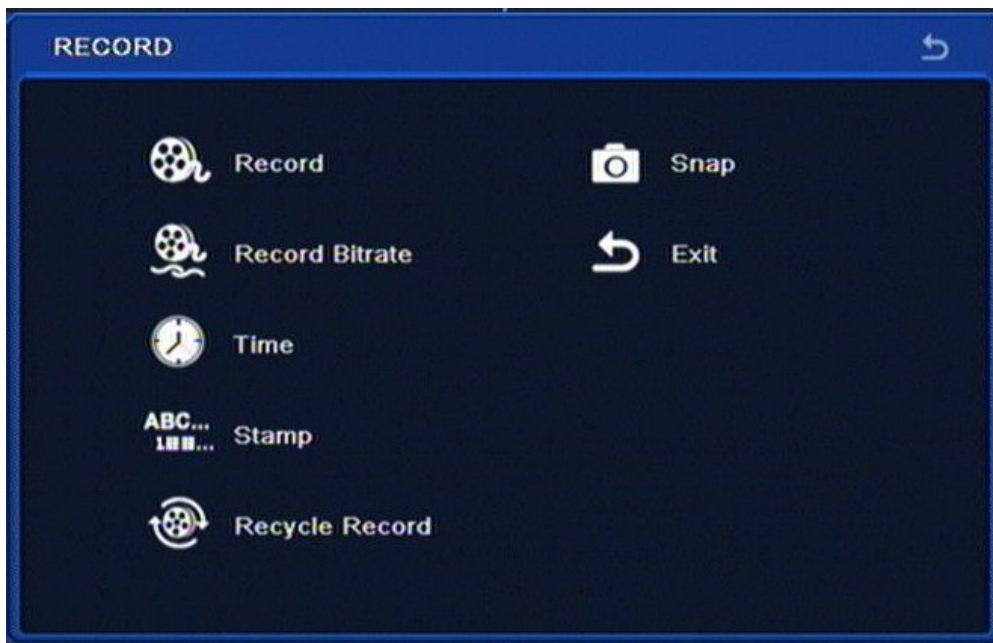 RECORD
Record
Record Bitrate
Time
ABC...
Stamp
Recycle Record
Snap
Exit